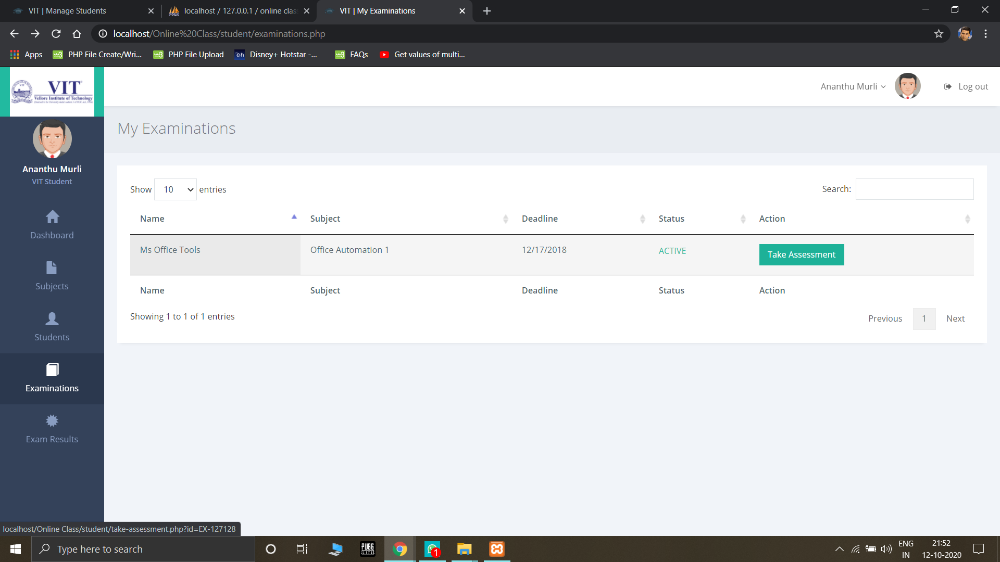 VIT | Manage Students
localhost / 127.0.0.1 / online clas
VIT | My Examinations
localhost/Online%20Class/student/examinations.php
Apps
PHP File Create/Wri...
PHP File Upload
Disney+ Hotstar -...
FAQs
Get values of multi...
VIT
Vellore Institute of Technology
Ananthu Murli
Log out
Ananthu Murli
VIT Student
Dashboard
Subjects
Students
Examinations
Exam Results
My Examinations
Show 10 entries
Search:
Name Subject Deadline Status Action
Ms Office Tools Office Automation 1 12/17/2018 ACTIVE Take Assessment
Name Subject Deadline Status Action
Showing 1 to 1 of 1 entries
Previous 1 Next
localhost/Online Class/student/take-assessment.php?id=EX-127128
Type here to search
PUBG
LITE
1
ENG
IN
21:52
12-10-2020